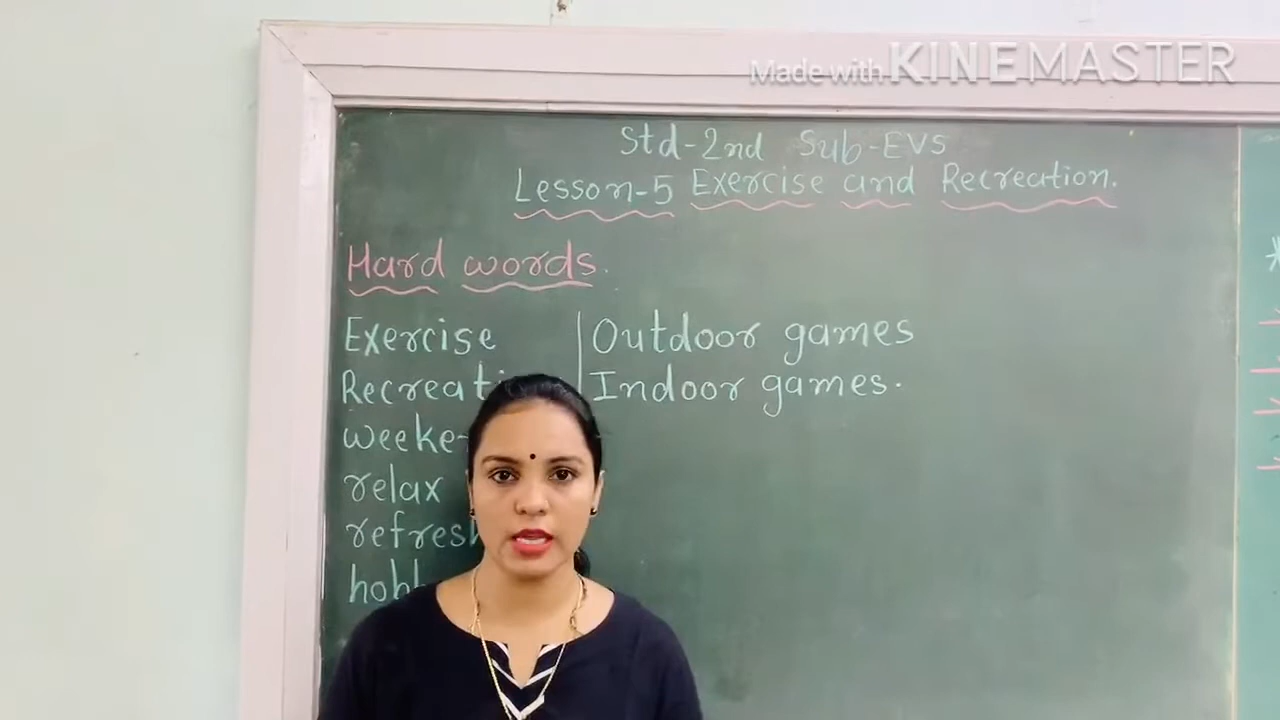 Made with KINEMASTER
Std-2nd Sub-EVS
Lesson-5 Exercise and Recreation.
Hard words.
Exercise
Outdoor games
Indoor games.
relax